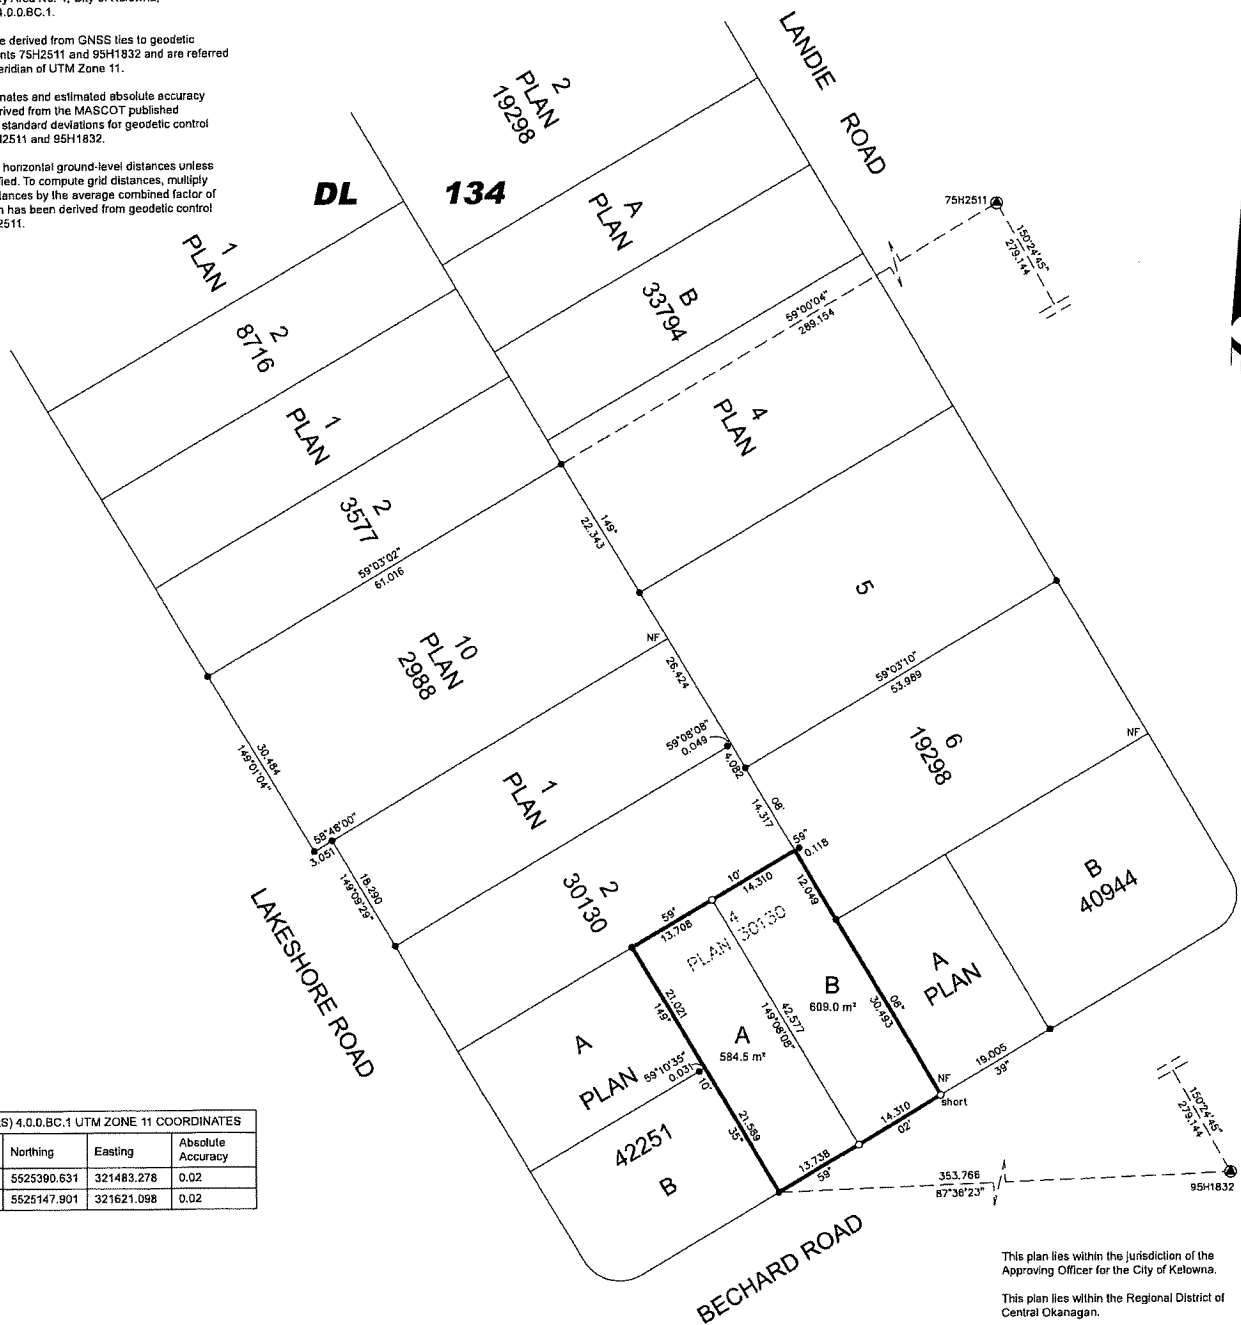 4.0.0.BC.1.
e derived from GNSS ties to geodetic
nts 75H2511 and 95H1832 and are referred
eridian of UTM Zone 11.
nates and estimated absolute accuracy
rived from the MASCOT published
standard deviations for geodetic control
H2511 and 95H1832.
horizontal ground-level distances unless
fied. To compute grid distances, multiply
tances by the average combined factor of
h has been derived from geodetic control
2511.
DL 134
LANDIE ROAD
2
PLAN
19298
A
PLAN
B
33794
75H2511
150°24'45"
279.144
59°00'04"
289.154
1
PLAN
2
8716
1
PLAN
2
3577
4
PLAN
149°
22.343
59°03'02"
61.016
5
10
PLAN
2988
NF
26.424
59°03'10"
53.989
59°08'08"
0.049
4.082
6
19298
NF
30.484
149°01'04"
1
PLAN
08'
14.317
59°
0.118
58°48'00"
3.051
18.290
149°09'29"
2
30130
10'
14.310
12.049
B
40944
LAKESHORE ROAD
59°
13.708
4
PLAN 30130
A
PLAN
B
609.0 m²
08"
30.493
21.021
149°
42.577
149°08'08"
A
584.5 m²
A
PLAN
59°10'35"
0.031
10'
19.005
39"
NF
short
42251
B
21.589
35"
14.310
02'
13.738
59°
150°24'45"
279.144
353.766
87°36'23"
95H1832
BECHARD ROAD
S) 4.0.0.BC.1 UTM ZONE 11 COORDINATES
Northing Easting Absolute Accuracy
5525390.631 321483.278 0.02
5525147.901 321621.098 0.02
This plan lies within the jurisdiction of the
Approving Officer for the City of Kelowna.
This plan lies within the Regional District of
Central Okanagan.